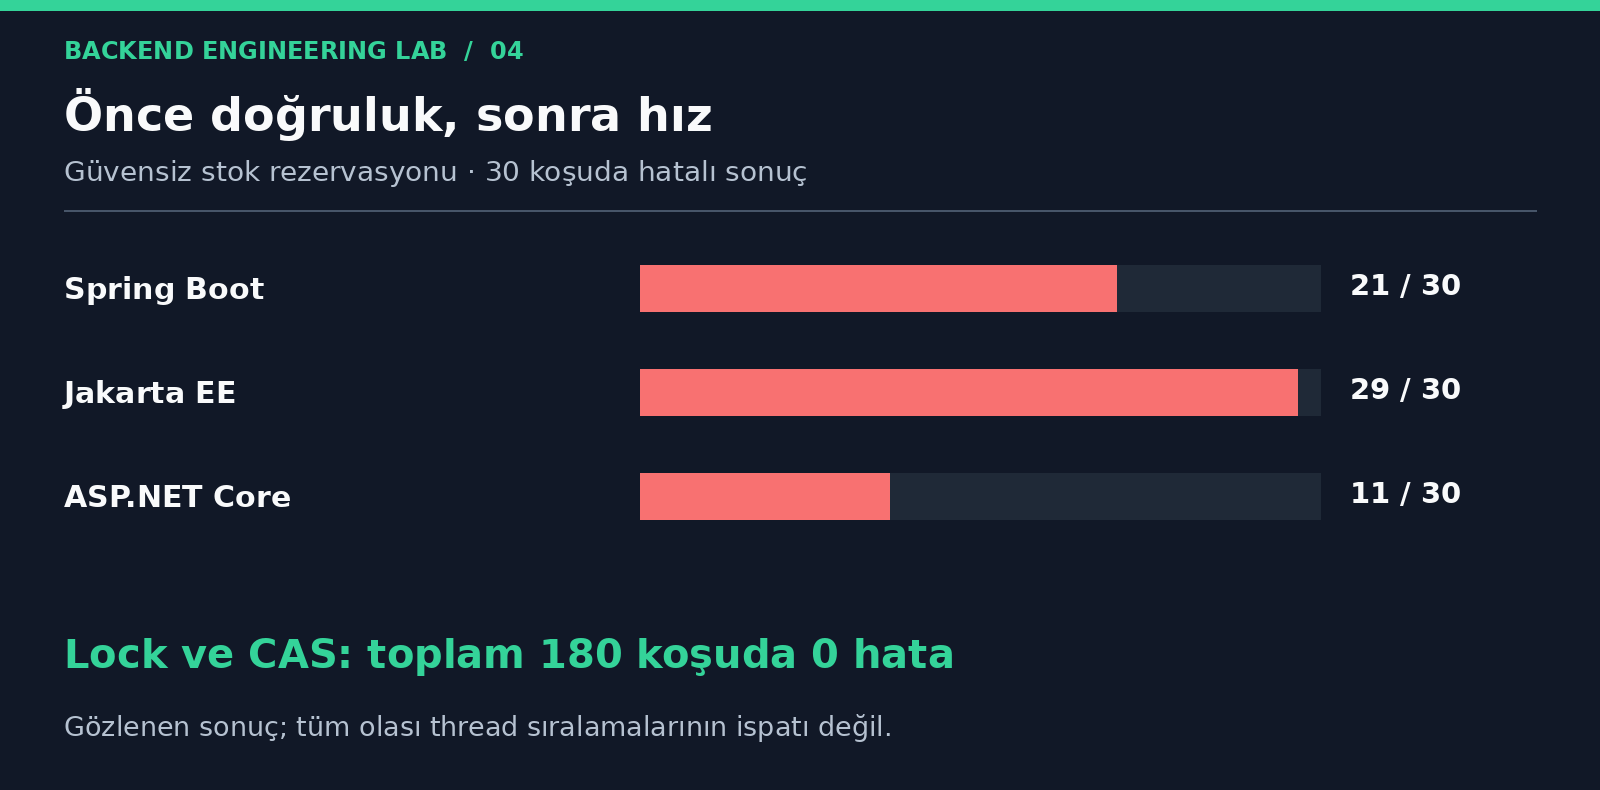 BACKEND ENGINEERING LAB / 04
Önce doğruluk, sonra hız
Güvensiz stok rezervasyonu · 30 koşuda hatalı sonuç
Spring Boot 21 / 30
Jakarta EE 29 / 30
ASP.NET Core 11 / 30
Lock ve CAS: toplam 180 koşuda 0 hata
Gözlenen sonuç; tüm olası thread sıralamalarının ispatı değil.